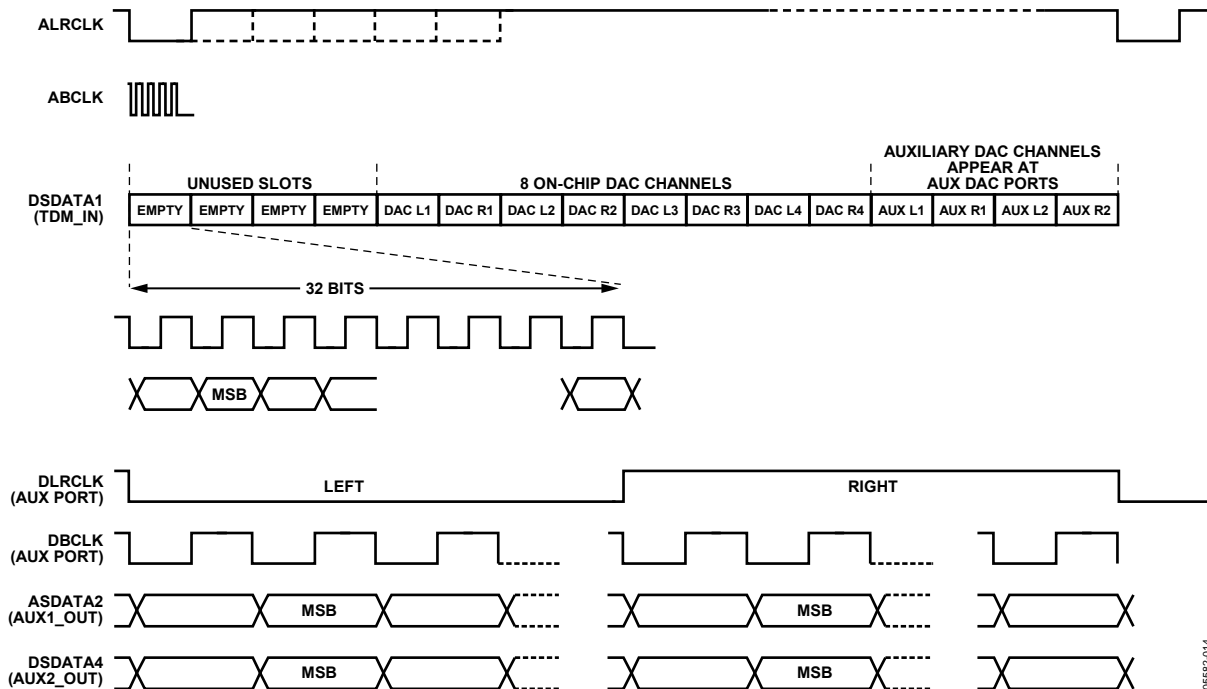 ALRCLK
ABCLK
AUXILIARY DAC CHANNELS
APPEAR AT
AUX DAC PORTS
UNUSED SLOTS
8 ON-CHIP DAC CHANNELS
DSDATA1
(TDM_IN)
EMPTY EMPTY EMPTY EMPTY DAC L1 DAC R1 DAC L2 DAC R2 DAC L3 DAC R3 DAC L4 DAC R4 AUX L1 AUX R1 AUX L2 AUX R2
32 BITS
MSB
DLRCLK
(AUX PORT)
LEFT
RIGHT
DBCLK
(AUX PORT)
ASDATA2
(AUX1_OUT)
MSB
MSB
DSDATA4
(AUX2_OUT)
MSB
MSB
05582-014